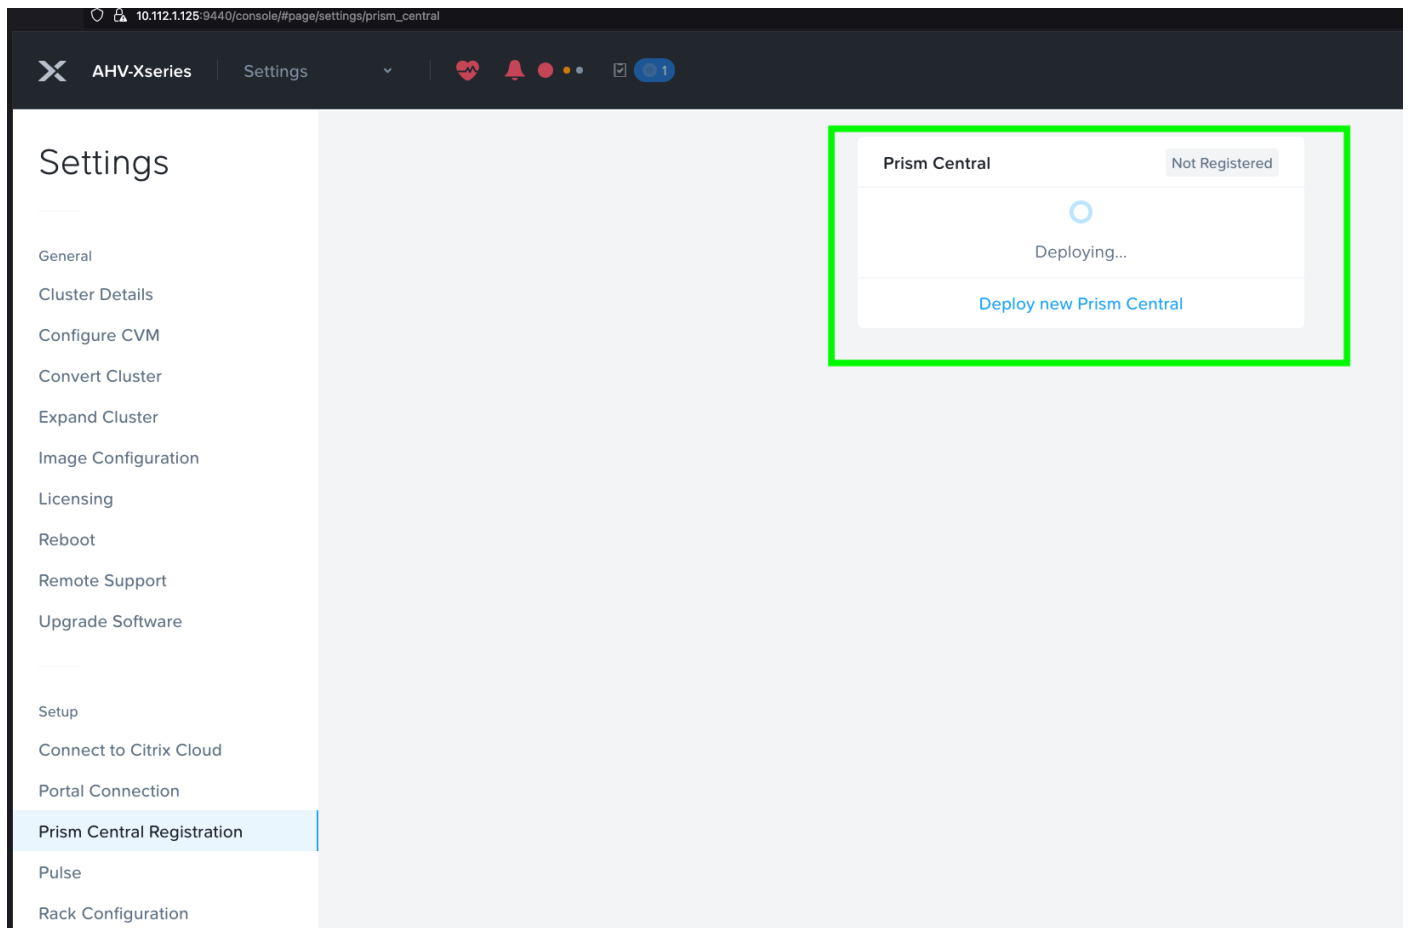 10.112.1.125:9440/console/#page/settings/prism_central
AHV-Xseries Settings 1
Settings
General
Cluster Details
Configure CVM
Convert Cluster
Expand Cluster
Image Configuration
Licensing
Reboot
Remote Support
Upgrade Software
Setup
Connect to Citrix Cloud
Portal Connection
Prism Central Registration
Pulse
Rack Configuration
Prism Central Not Registered
Deploying...
Deploy new Prism Central